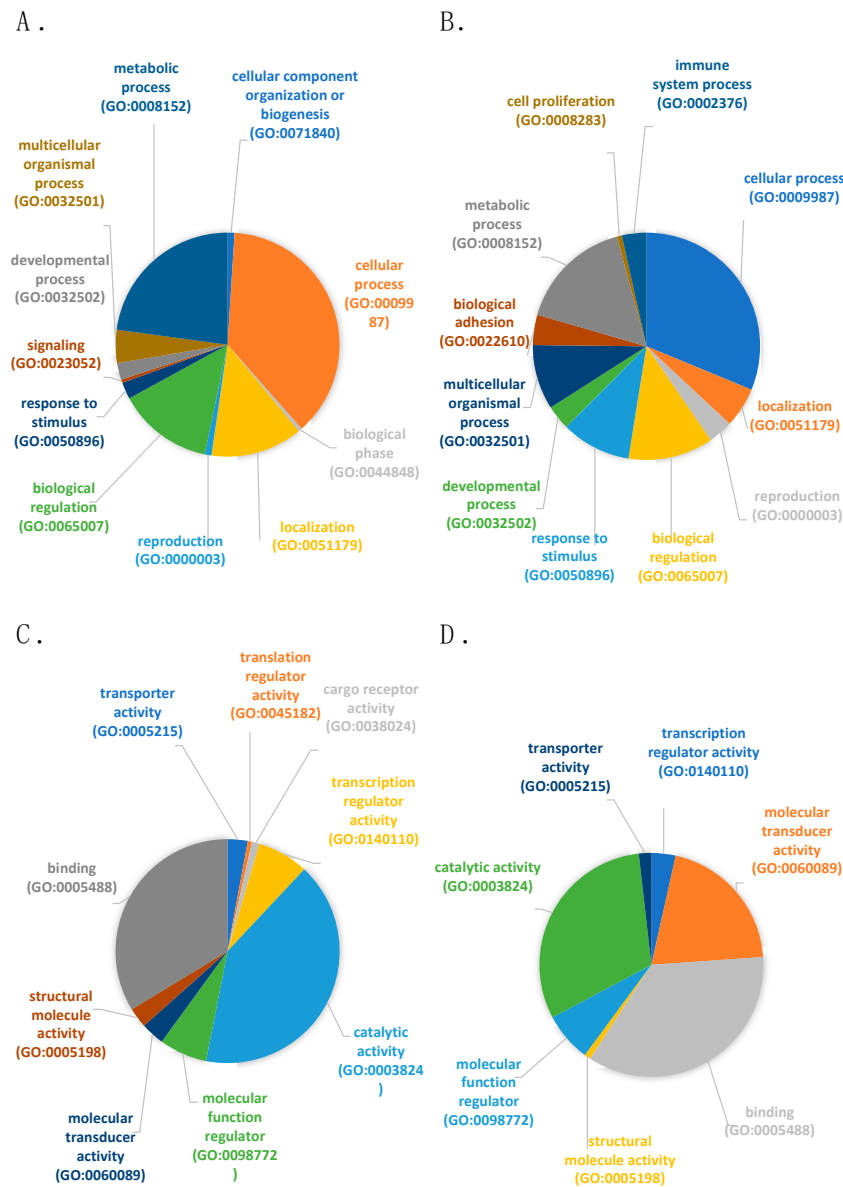 A.
metabolic
process
(GO:0008152)
cellular component
organization or
biogenesis
(GO:0071840)
multicellular
organismal
process
(GO:0032501)
developmental
process
(GO:0032502)
cellular
process
(GO:00099
87)
signaling
(GO:0023052)
response to
stimulus
(GO:0050896)
biological
phase
(GO:0044848)
biological
regulation
(GO:0065007)
reproduction
(GO:0000003)
localization
(GO:0051179)
B.
immune
system process
(GO:0002376)
cell proliferation
(GO:0008283)
cellular process
(GO:0009987)
metabolic
process
(GO:0008152)
biological
adhesion
(GO:0022610)
multicellular
organismal
process
(GO:0032501)
localization
(GO:0051179)
developmental
process
(GO:0032502)
reproduction
(GO:0000003)
response to
stimulus
(GO:0050896)
biological
regulation
(GO:0065007)
C.
translation
regulator
activity
(GO:0045182)
transporter
activity
(GO:0005215)
cargo receptor
activity
(GO:0038024)
transcription
regulator
activity
(GO:0140110)
binding
(GO:0005488)
structural
molecule
activity
(GO:0005198)
catalytic
activity
(GO:0003824
)
molecular
transducer
activity
(GO:0060089)
molecular
function
regulator
(GO:0098772
)
D.
transcription
regulator activity
(GO:0140110)
transporter
activity
(GO:0005215)
molecular
transducer
activity
(GO:0060089)
catalytic activity
(GO:0003824)
molecular
function
regulator
(GO:0098772)
binding
(GO:0005488)
structural
molecule activity
(GO:0005198)